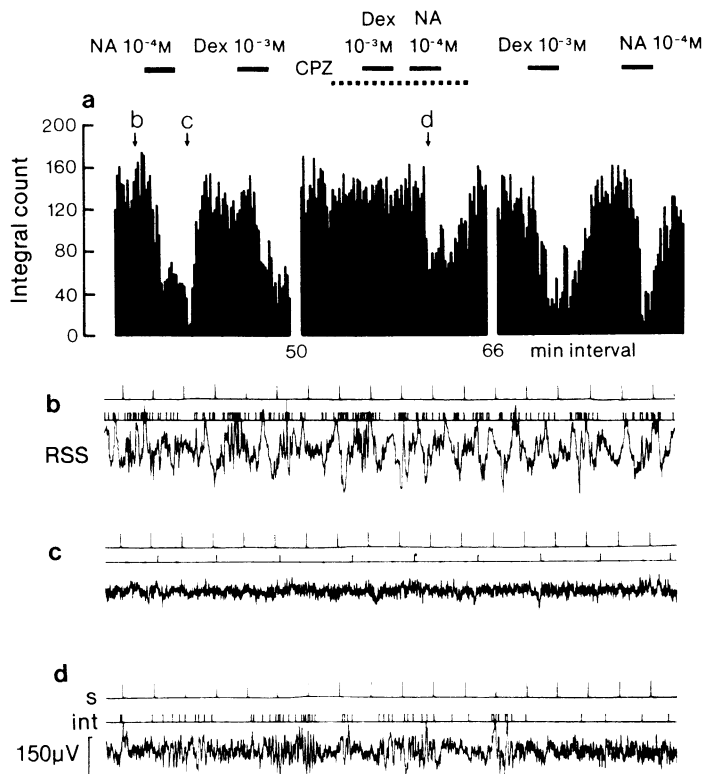 Dex NA
NA 10⁻⁴M Dex 10⁻³M 10⁻³M 10⁻⁴M Dex 10⁻³M NA 10⁻⁴M
CPZ
a
b c d
200
160
120
80
40
0
Integral count
50 66 min interval
b
RSS
c
d
s
int
150µV